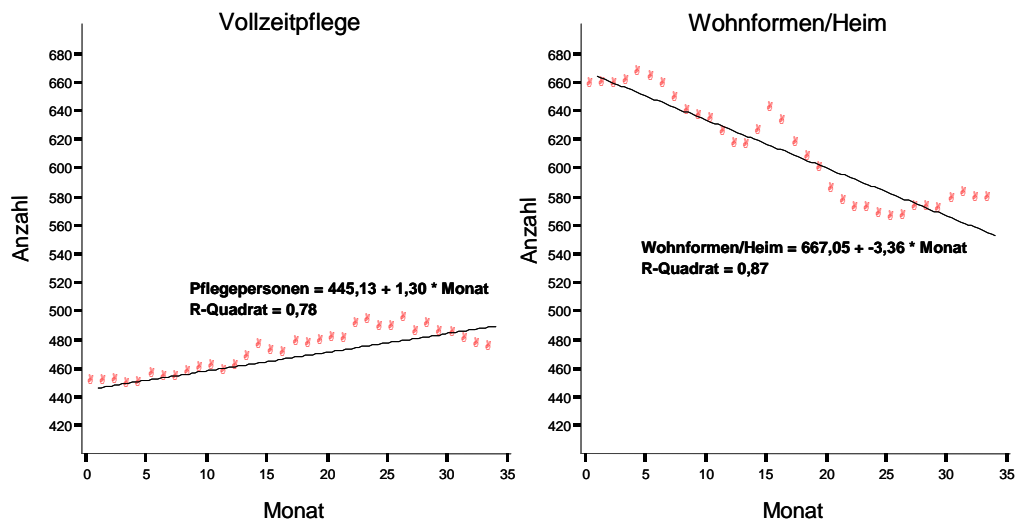 Vollzeitpflege
680
660
640
620
600
580
560
540
520
500
480
460
440
420
Anzahl
Pflegepersonen = 445,13 + 1,30 * Monat
R-Quadrat = 0,78
0 5 10 15 20 25 30 35
Monat
Wohnformen/Heim
680
660
640
620
600
580
560
540
520
500
480
460
440
420
Anzahl
Wohnformen/Heim = 667,05 + -3,36 * Monat
R-Quadrat = 0,87
0 5 10 15 20 25 30 35
Monat